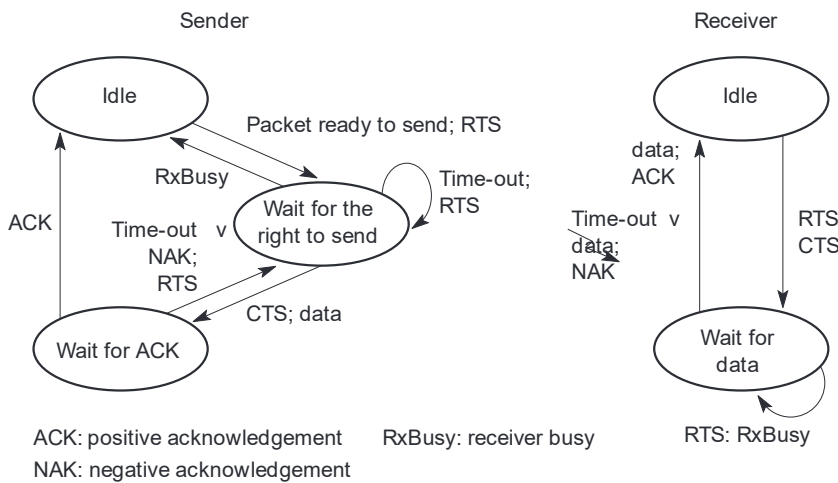 Sender
Receiver
Idle
Packet ready to send; RTS
RxBusy
ACK
Time-out v
NAK;
RTS
Wait for the
right to send
Time-out;
RTS
CTS; data
Wait for ACK
Idle
data;
ACK
Time-out v
data;
NAK
RTS
CTS
Wait for
data
RTS: RxBusy
ACK: positive acknowledgement
RxBusy: receiver busy
NAK: negative acknowledgement